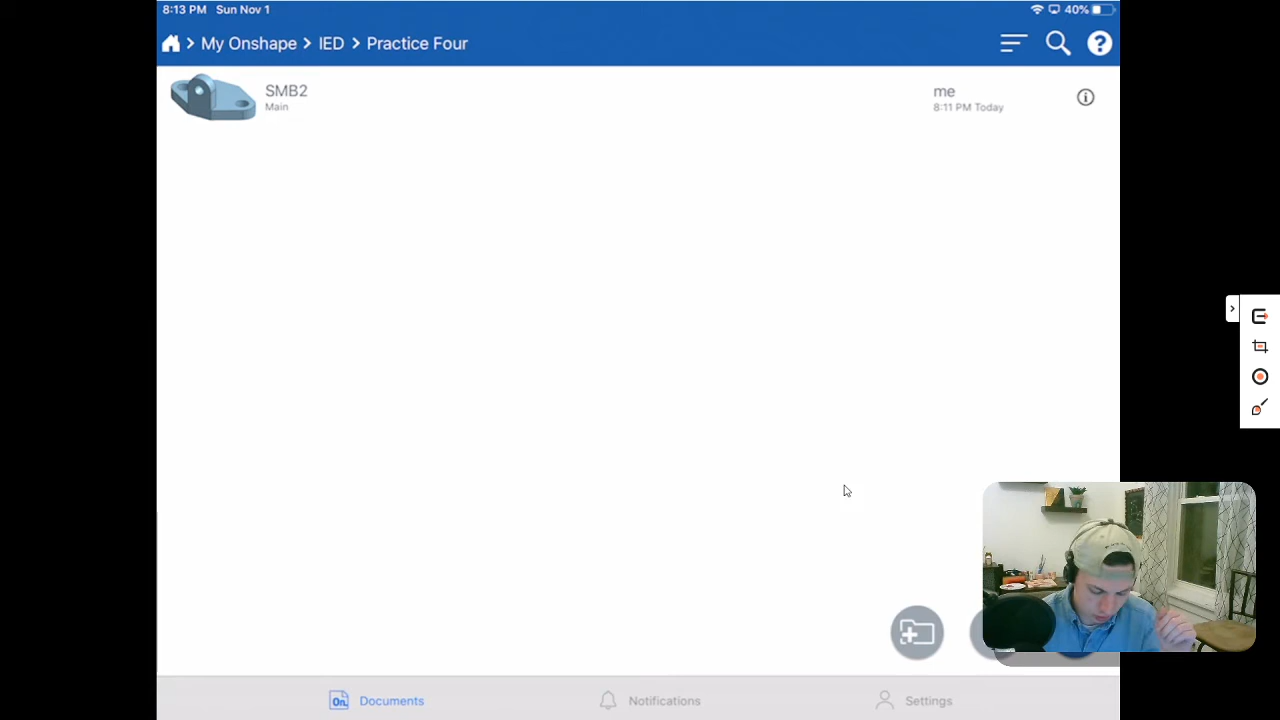 8:13 PM Sun Nov 1
40%
My Onshape > IED > Practice Four
?
SMB2
Main
me
8:11 PM Today
i
On
Documents
Notifications
Settings